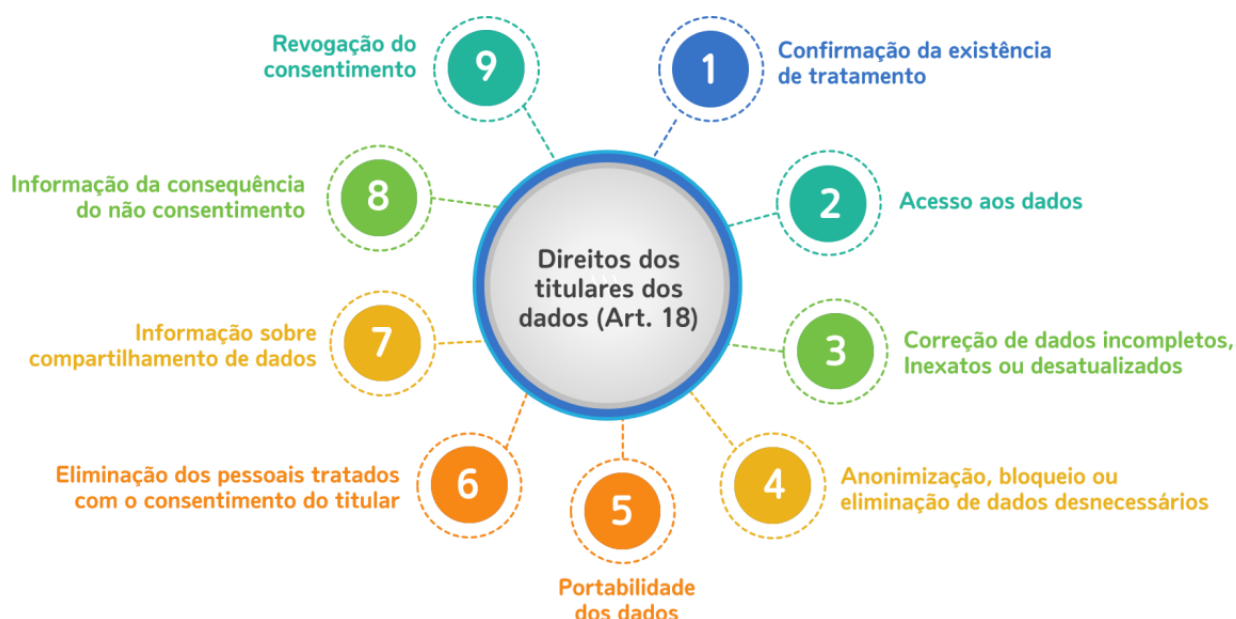 Direitos dos
titulares dos
dados (Art. 18)
1
Confirmação da existência
de tratamento
2
Acesso aos dados
3
Correção de dados incompletos,
Inexatos ou desatualizados
4
Anonimização, bloqueio ou
eliminação de dados desnecessários
5
Portabilidade
dos dados
6
Eliminação dos pessoais tratados
com o consentimento do titular
7
Informação sobre
compartilhamento de dados
8
Informação da consequência
do não consentimento
9
Revogação do
consentimento